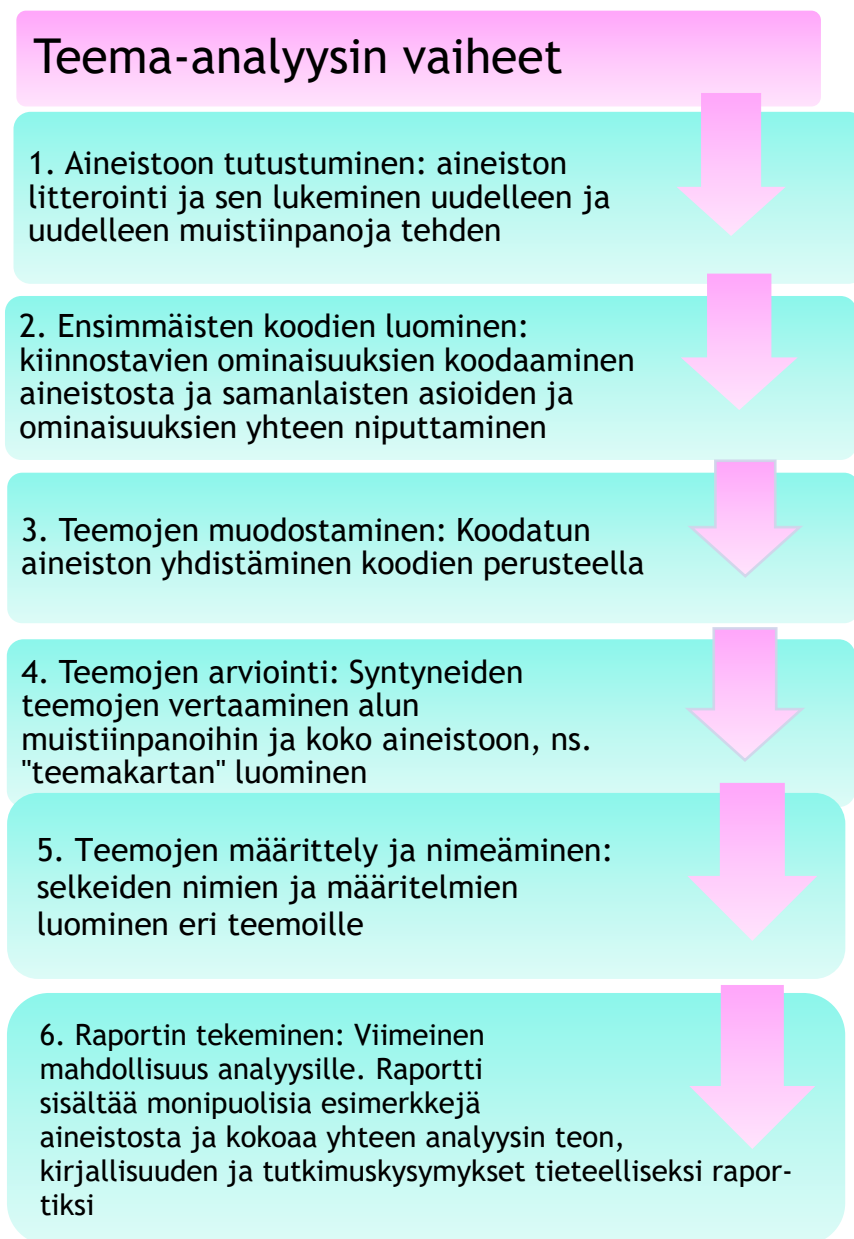 Teema-analyysin vaiheet
1. Aineistoon tutustuminen: aineiston
litterointi ja sen lukeminen uudelleen ja
uudelleen muistiinpanoja tehden
2. Ensimmäisten koodien luominen:
kiinnostavien ominaisuuksien koodaaminen
aineistosta ja samanlaisten asioiden ja
ominaisuuksien yhteen niputtaminen
3. Teemojen muodostaminen: Koodatun
aineiston yhdistäminen koodien perusteella
4. Teemojen arviointi: Syntyneiden
teemojen vertaaminen alun
muistiinpanoihin ja koko aineistoon, ns.
"teemakartan" luominen
5. Teemojen määrittely ja nimeäminen:
selkeiden nimien ja määritelmien
luominen eri teemoille
6. Raportin tekeminen: Viimeinen
mahdollisuus analyysille. Raportti
sisältää monipuolisia esimerkkejä
aineistosta ja kokoaa yhteen analyysin teon,
kirjallisuuden ja tutkimuskysymykset tieteelliseksi rapor-
tiksi